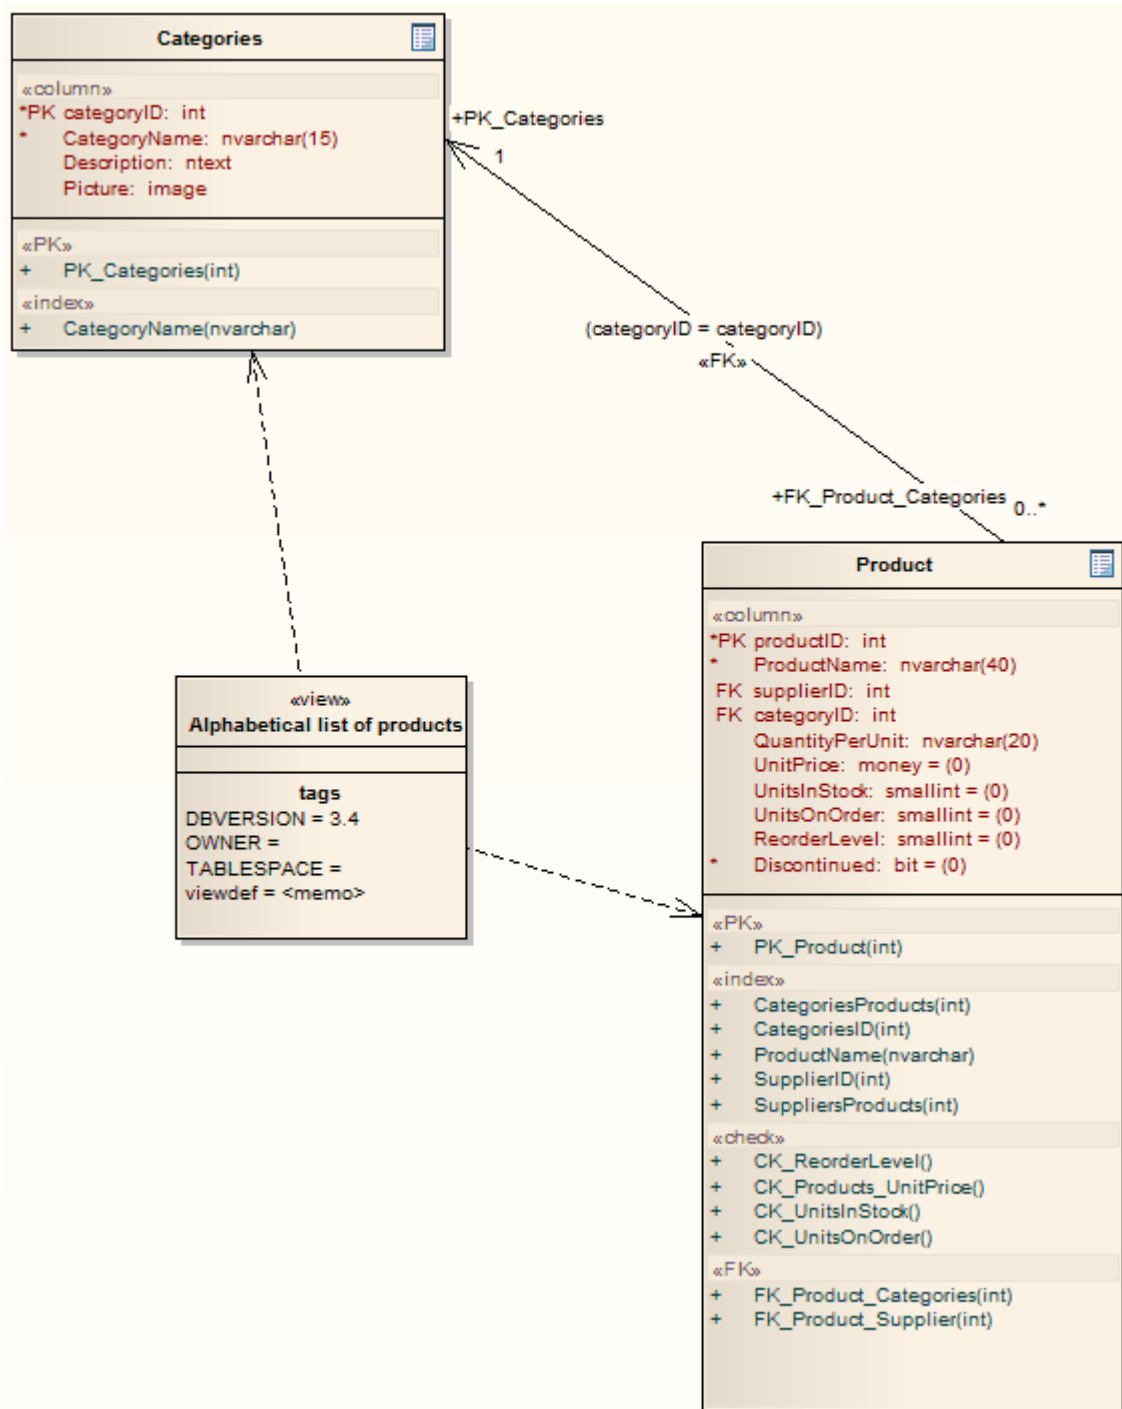 Categories
«column»
*PK categoryID: int
* CategoryName: nvarchar(15)
Description: ntext
Picture: image
«PK»
+ PK_Categories(int)
«index»
+ CategoryName(nvarchar)
+PK_Categories
1
(categoryID = categoryID)
«FK»
+FK_Product_Categories
0..*
«view»
Alphabetical list of products
tags
DBVERSION = 3.4
OWNER =
TABLESPACE =
viewdef = <memo>
Product
«column»
*PK productID: int
* ProductName: nvarchar(40)
FK supplierID: int
FK categoryID: int
QuantityPerUnit: nvarchar(20)
UnitPrice: money = (0)
UnitsInStock: smallint = (0)
UnitsOnOrder: smallint = (0)
ReorderLevel: smallint = (0)
* Discontinued: bit = (0)
«PK»
+ PK_Product(int)
«index»
+ CategoriesProducts(int)
+ CategoriesID(int)
+ ProductName(nvarchar)
+ SupplierID(int)
+ SuppliersProducts(int)
«check»
+ CK_ReorderLevel()
+ CK_Products_UnitPrice()
+ CK_UnitsInStock()
+ CK_UnitsOnOrder()
«FK»
+ FK_Product_Categories(int)
+ FK_Product_Supplier(int)